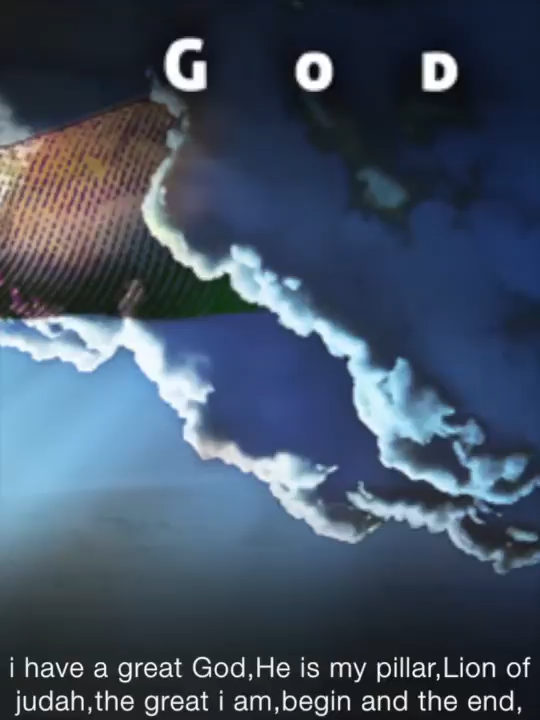 G o D
i have a great God,He is my pillar,Lion of
judah,the great i am,begin and the end,